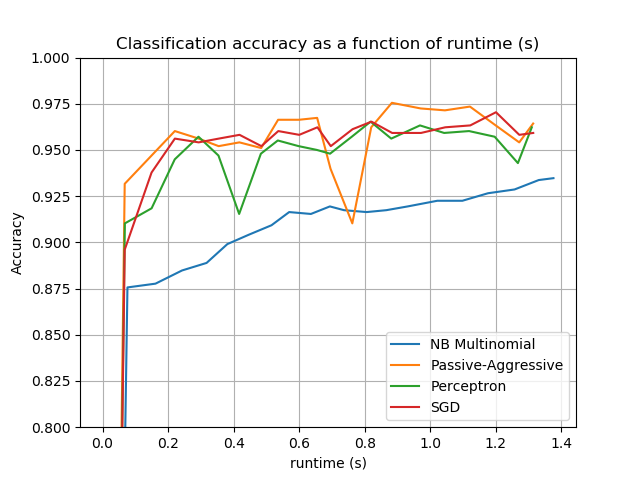 Classification accuracy as a function of runtime (s)
1.000
0.975
0.950
0.925
0.900
0.875
0.850
0.825
0.800
Accuracy
NB Multinomial
Passive-Aggressive
Perceptron
SGD
0.0 0.2 0.4 0.6 0.8 1.0 1.2 1.4
runtime (s)